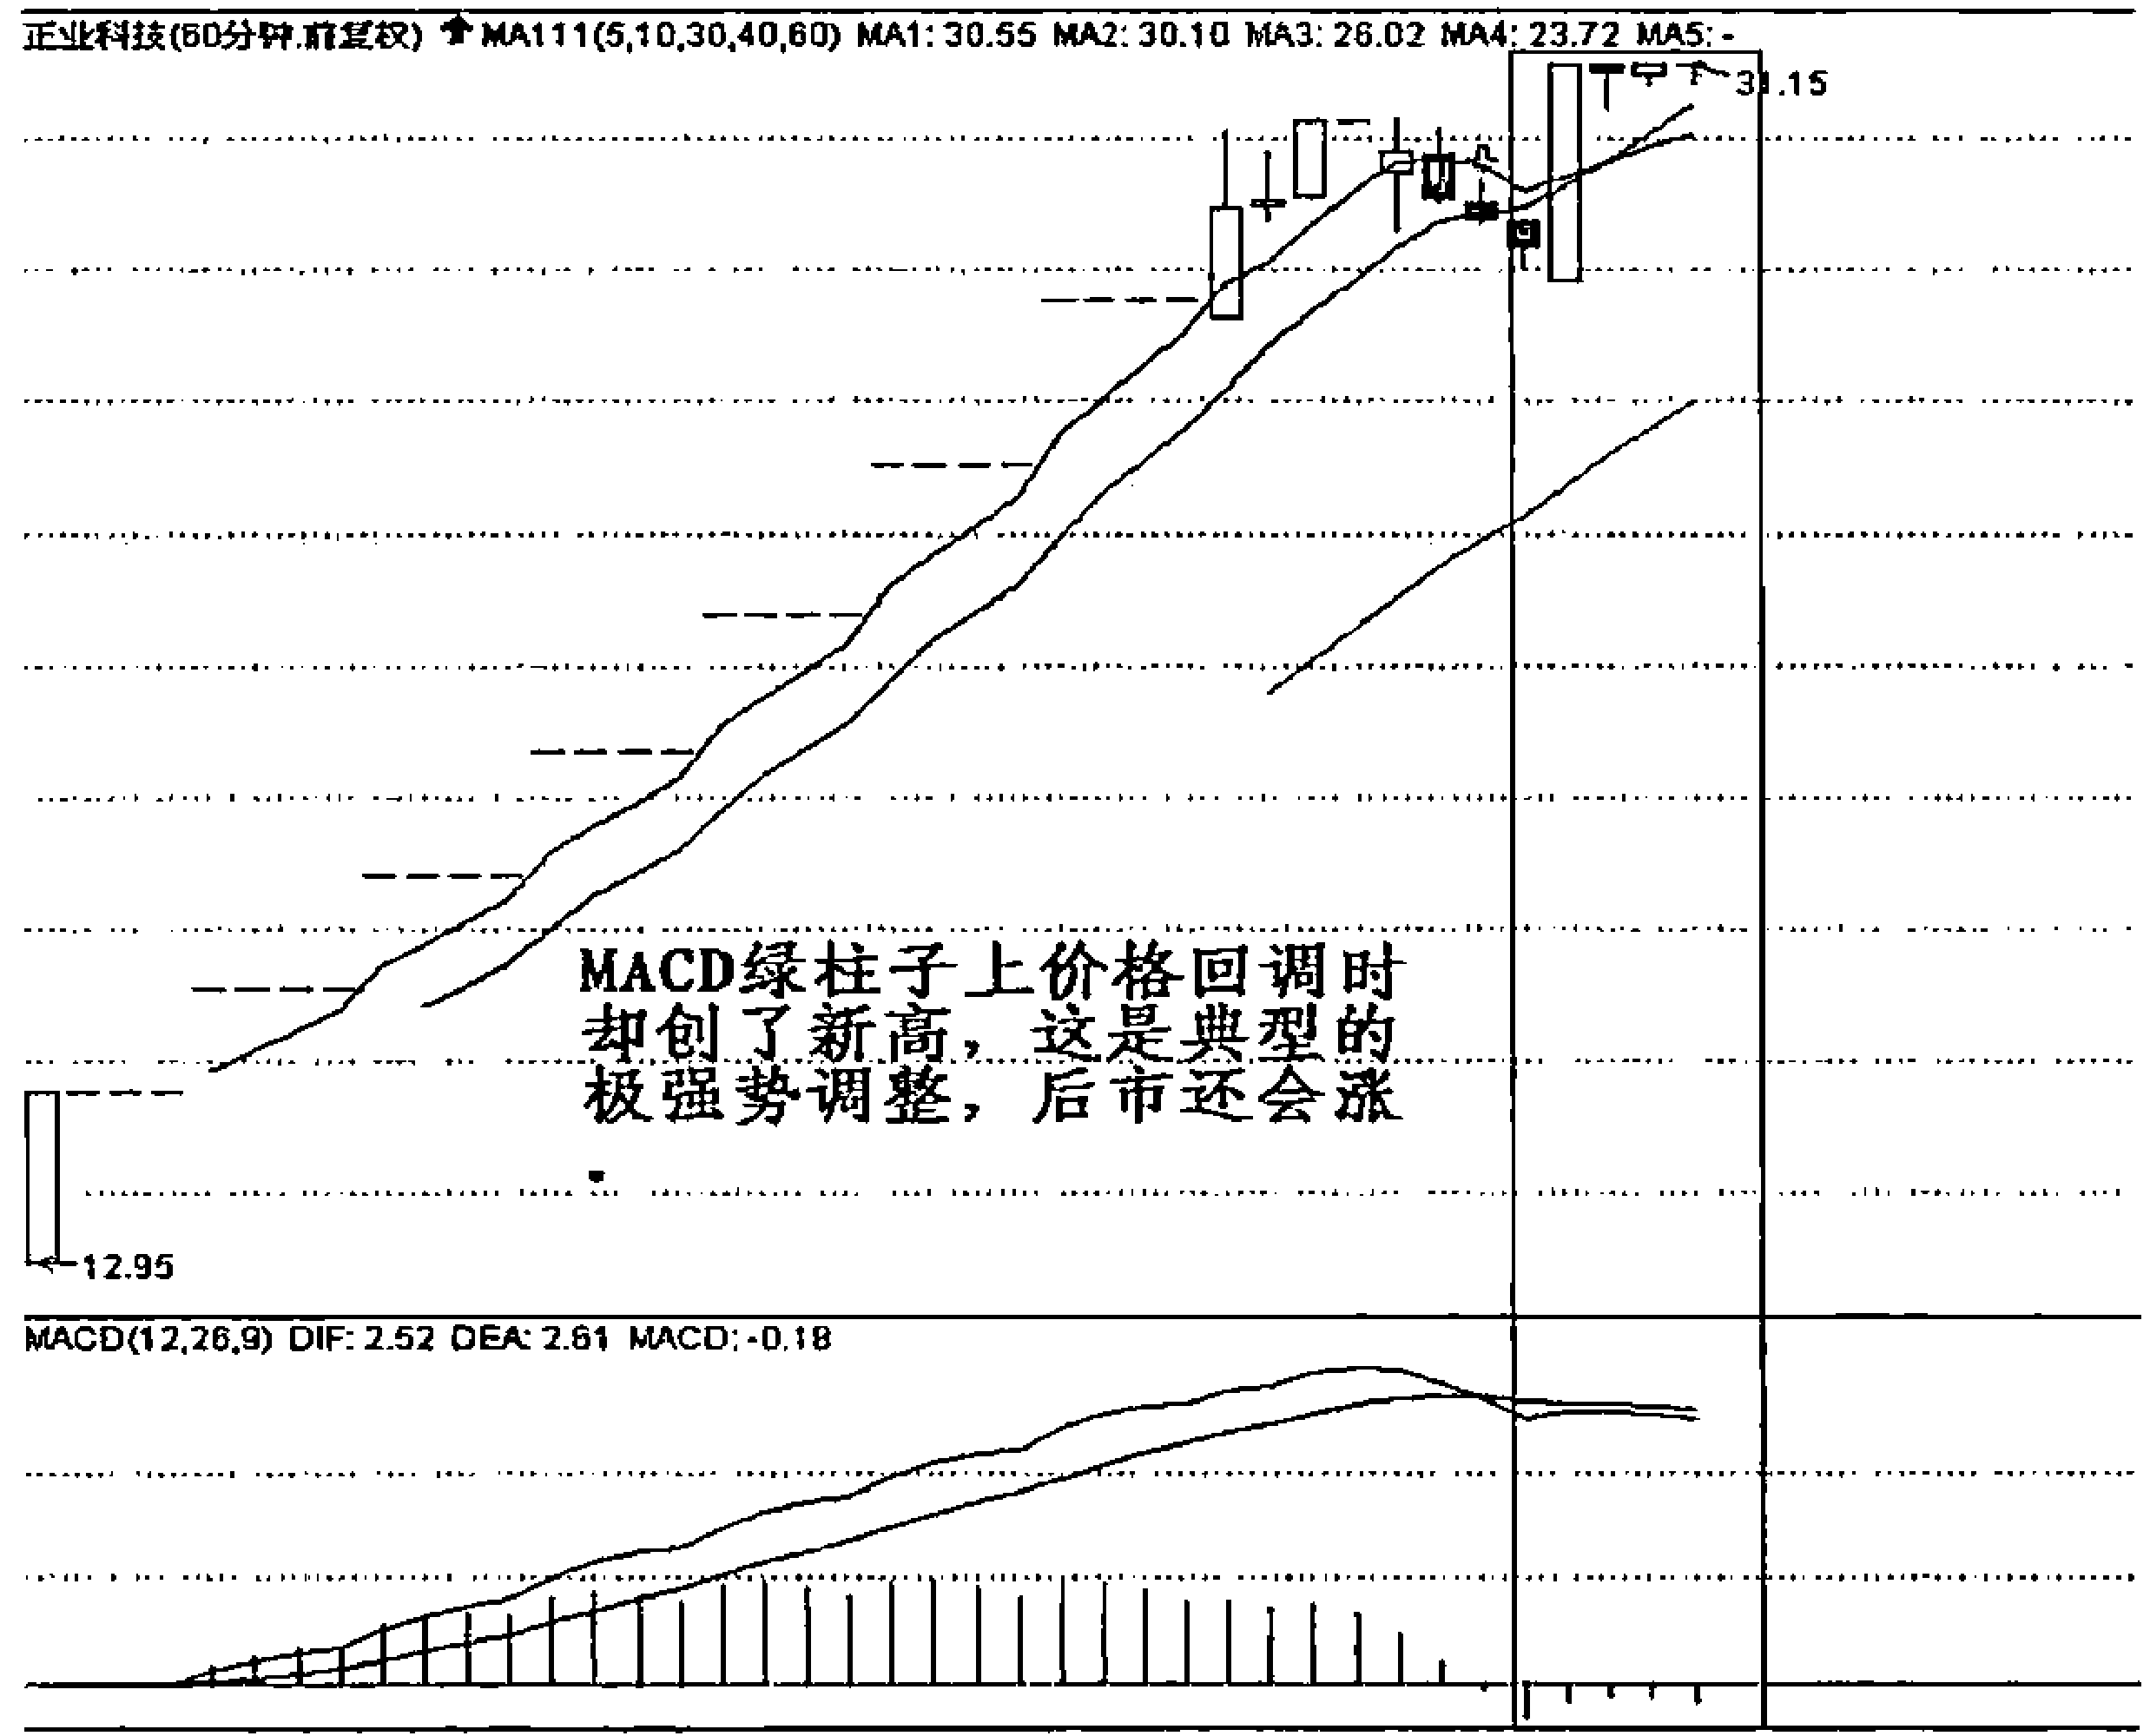 正业科技(60分钟.前复权) MA111(5,10,30,40,60) MA1: 30.55 MA2: 30.10 MA3: 26.02 MA4: 23.72 MA5: -
31.15
MACD绿柱子上价格回调时
却创了新高，这是典型的
极强势调整，后市还会涨
.
12.95
MACD(12,26,9) DIF: 2.52 DEA: 2.61 MACD: -0.18